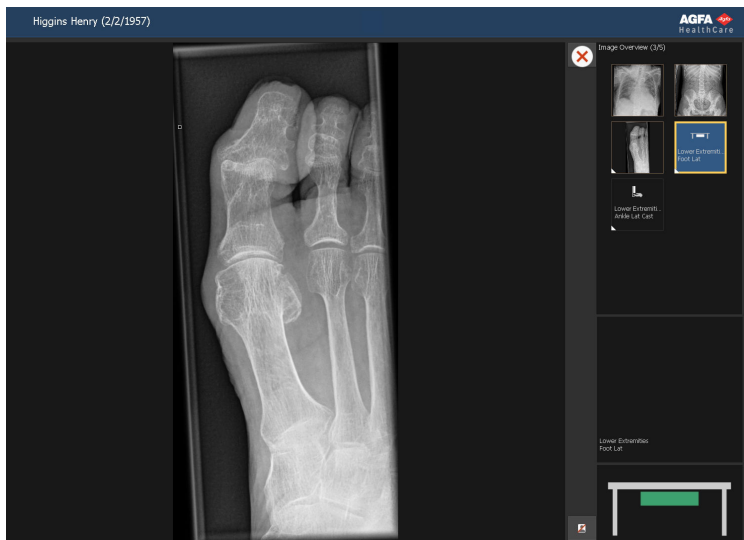 Higgins Henry (2/2/1957)
AGFA
HealthCare
Image Overview (3/5)
Lower Extremiti...
Foot Lat
Lower Extremiti...
Ankle Lat Cast
Lower Extremities
Foot Lat